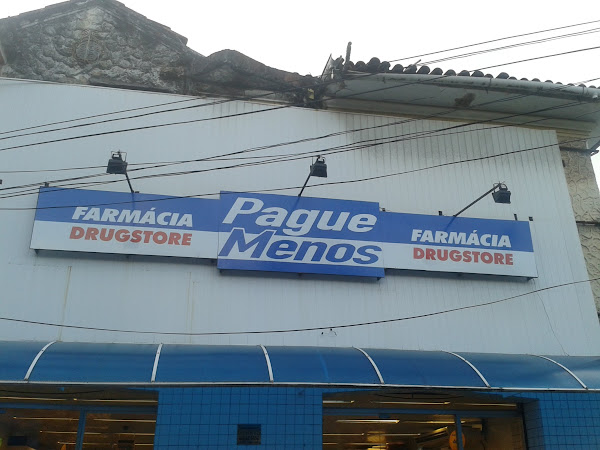 FARMÁCIA
DRUGSTORE
Pague
Menos
FARMÁCIA
DRUGSTORE